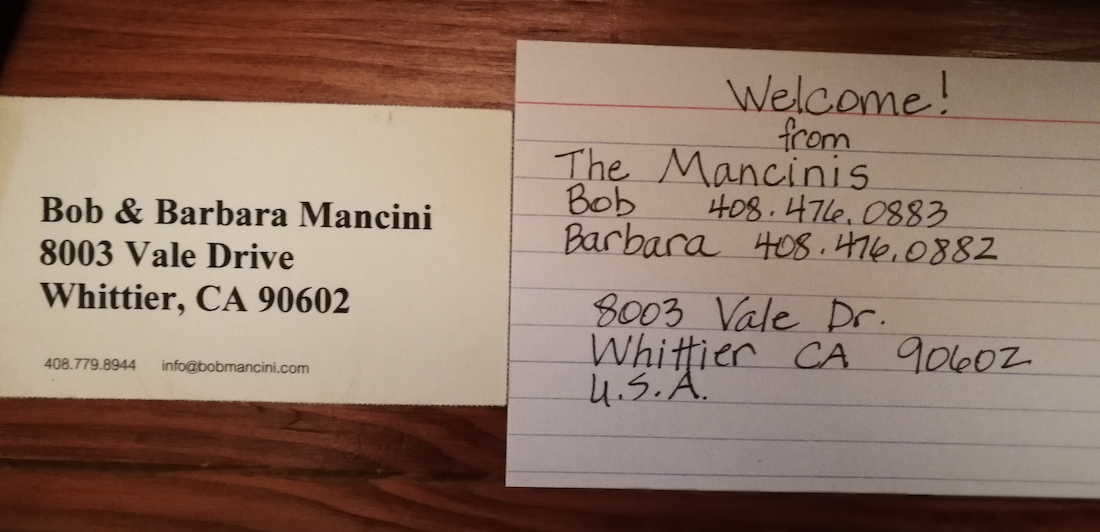 Bob & Barbara Mancini
8003 Vale Drive
Whittier, CA 90602
408.779.8944 info@bobmancini.com
Welcome!
from
The Mancinis
Bob 408.476.0883
Barbara 408.476.0882
8003 Vale Dr.
Whittier CA 90602
U.S.A.